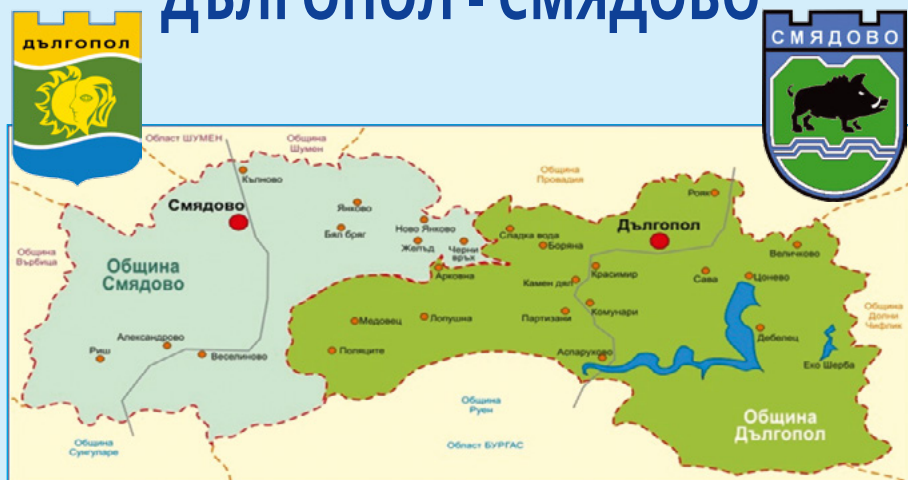 ДЪЛГОПОЛ - СМЯДОВО
ДЪЛГОПОЛ
СМЯДОВО
Област ШУМЕН
Община
Шумен
Община
Провадия
Кълново
Рояк
Смядово
Янково
Бял бряг
Ново Янково
Желъд
Черни
връх
Сладка вода
Боряна
Дългопол
Величково
Община
Върбица
Община
Смядово
Арковна
Камен дял
Красимир
Сава
Цонево
Медовец
Лопушна
Партизани
Комунари
Община
Долни
Чифлик
Александрово
Риш
Веселиново
Поляците
Аспарухово
Дебелец
Еко Шерба
Община
Руен
Община
Дългопол
Община
Сунгуларе
Област БУРГАС